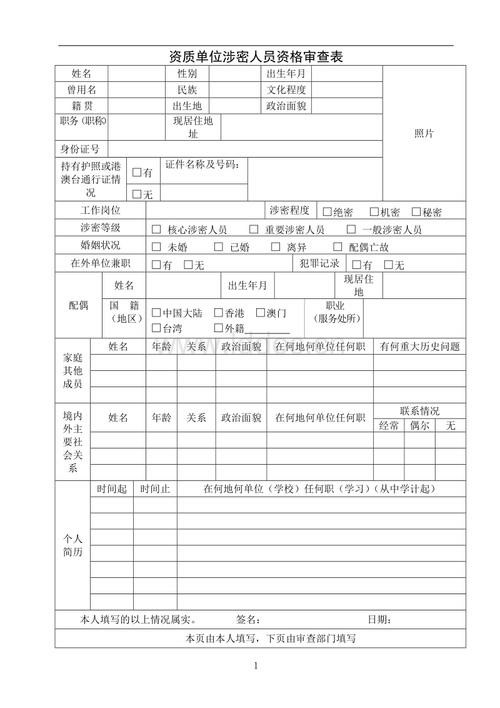 资质单位涉密人员资格审查表
姓名 性别 出生年月
曾用名 民族 文化程度
籍贯 出生地 政治面貌
照片
职务(职称) 现居住地址
身份证号
持有护照或港澳台通行证情况 □有 □无 证件名称及号码:
工作岗位 涉密程度 □绝密 □机密 □秘密
涉密等级 □ 核心涉密人员 □ 重要涉密人员 □ 一般涉密人员
婚姻状况 □ 未婚 □ 已婚 □ 离异 □ 配偶亡故
在外单位兼职 □有 □无 犯罪记录 □有 □无
配偶 姓名 出生年月 现居住地
国籍(地区) □中国大陆 □香港 □澳门 □台湾 □外籍________ 职业(服务处所)
家庭其他成员 姓名 年龄 关系 政治面貌 在何地何单位任何职 有何重大历史问题
境内外主要社会关系 姓名 年龄 关系 政治面貌 在何地何单位任何职 联系情况
经常 偶尔 无
个人简历 时间起 时间止 在何地何单位（学校）任何职（学习）（从中学计起）
本人填写的以上情况属实。 签名： 日期：
本页由本人填写，下页由审查部门填写
1